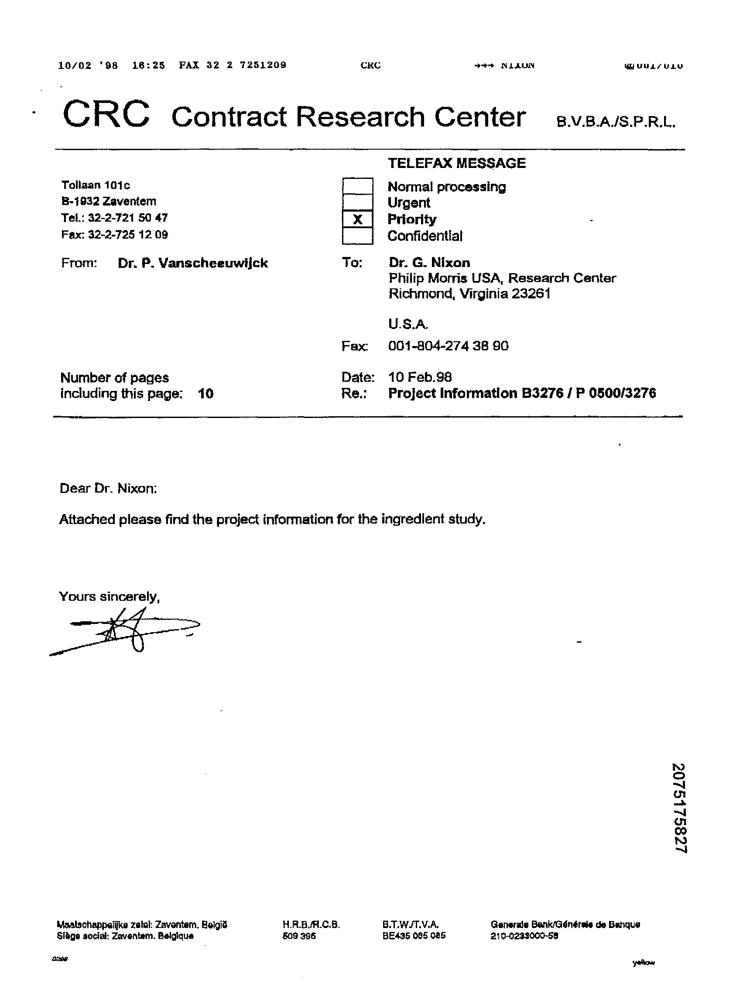 10/02 '98 16:25 FAX 32 2 7251209 CRC →→→ NIXON 001/010
CRC Contract Research Center B.V.B.A./S.P.R.L.
TELEFAX MESSAGE
Tollaan 101c
B-1932 Zaventem
Tel.: 32-2-721 50 47
Fax: 32-2-725 12 09
Normal processing
Urgent
X Priority
Confidential
From: Dr. P. Vanscheeuwijck
To: Dr. G. Nixon
Philip Morris USA, Research Center
Richmond, Virginia 23261
U.S.A.
Fax: 001-804-274 38 90
Number of pages
including this page: 10
Date: 10 Feb.98
Re.: Project Information B3276 / P 0500/3276
Dear Dr. Nixon:
Attached please find the project information for the ingredient study.
Yours sincerely,
2075175827
Maatschappelijke zetel: Zaventem, België
Siège social: Zaventem, Belgique
H.R.B./R.C.B.
509 396
B.T.W./T.V.A.
BE435 095 085
Generale Bank/Générale de Banque
210-0233000-58
yellow